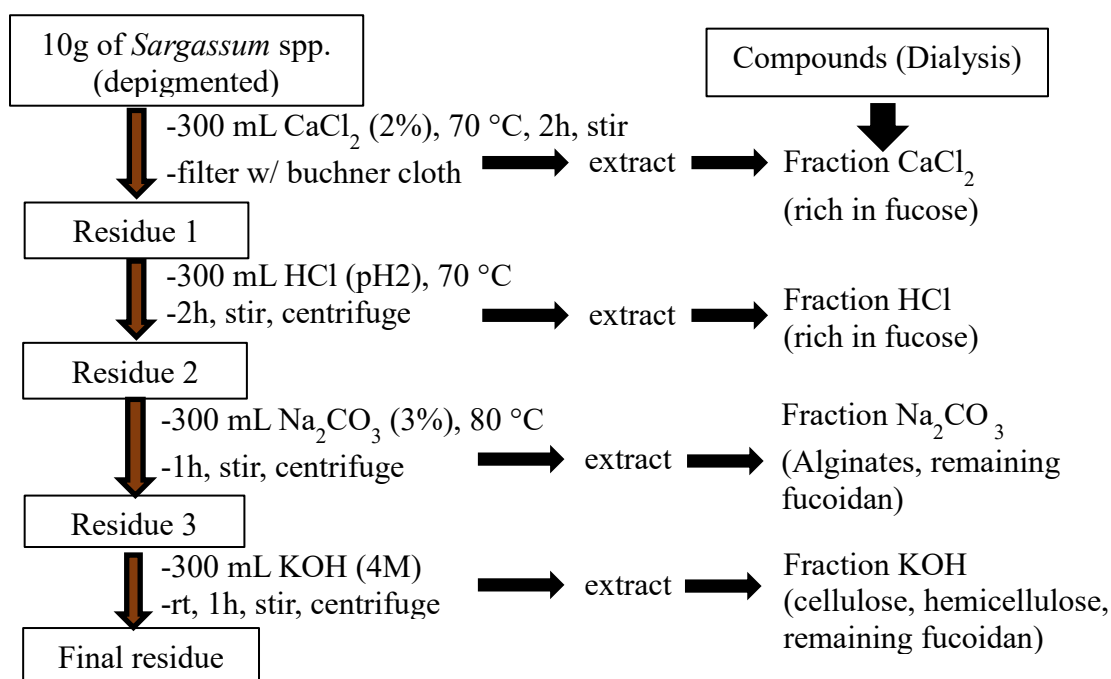 10g of Sargassum spp.
(depigmented)
Compounds (Dialysis)
-300 mL CaCl₂ (2%), 70 °C, 2h, stir
-filter w/ buchner cloth
extract
Fraction CaCl₂
(rich in fucose)
Residue 1
-300 mL HCl (pH2), 70 °C
-2h, stir, centrifuge
extract
Fraction HCl
(rich in fucose)
Residue 2
-300 mL Na₂CO₃ (3%), 80 °C
-1h, stir, centrifuge
extract
Fraction Na₂CO₃
(Alginates, remaining
fucoidan)
Residue 3
-300 mL KOH (4M)
-rt, 1h, stir, centrifuge
extract
Fraction KOH
(cellulose, hemicellulose,
remaining fucoidan)
Final residue